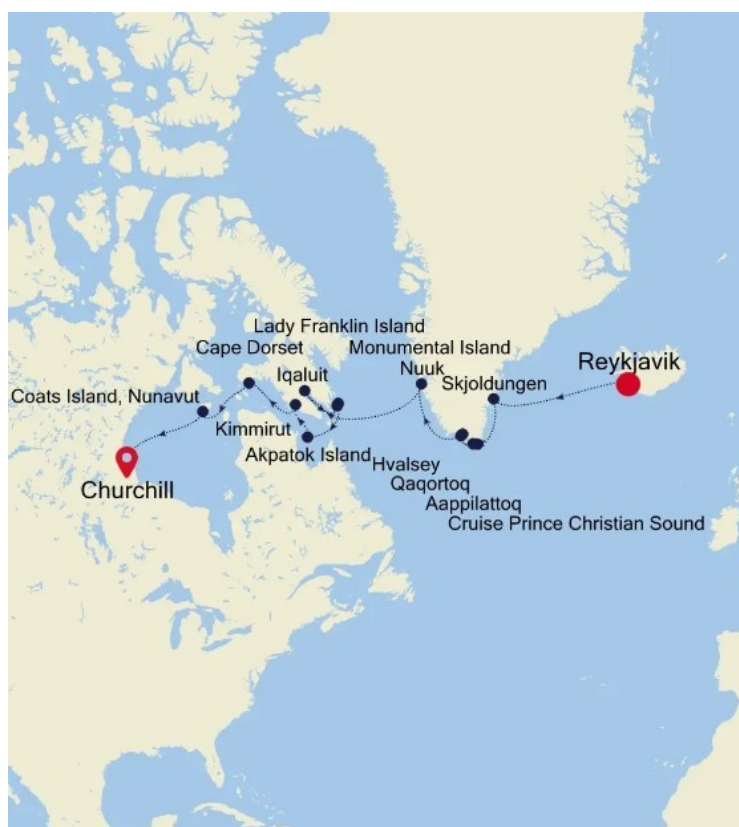 Lady Franklin Island
Cape Dorset
Monumental Island
Iqaluit
Nuuk
Reykjavik
Skjoldungen
Coats Island, Nunavut
Kimmirut
Akpatok Island
Hvalsey
Churchill
Qaqortoq
Aappilattoq
Cruise Prince Christian Sound